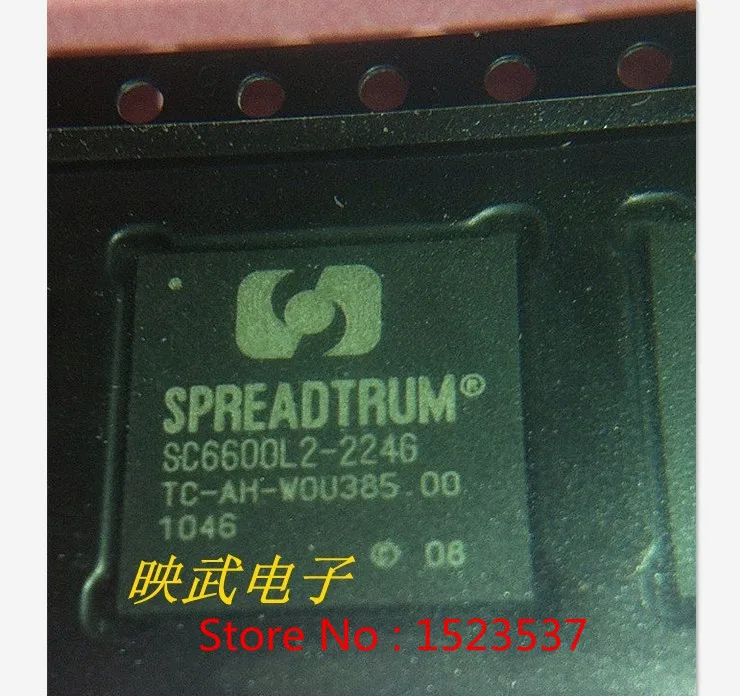 SPREADTRUM®
SC6600L2-224G
TC-AH-W0U385.00
1046
© 08
映武电子
Store No : 1523537